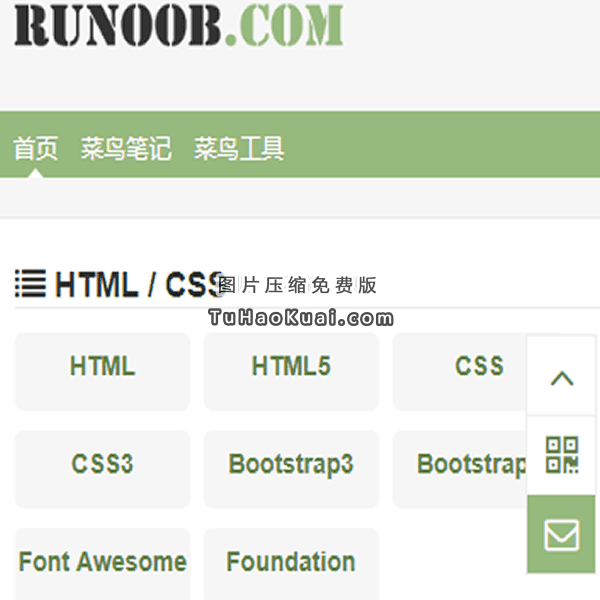 RUNOOB.COM
首页 菜鸟笔记 菜鸟工具
HTML / CSS
图片压缩免费版
TuHaoKuai.com
HTML HTML5 CSS
CSS3 Bootstrap3 Bootstrap
Font Awesome Foundation